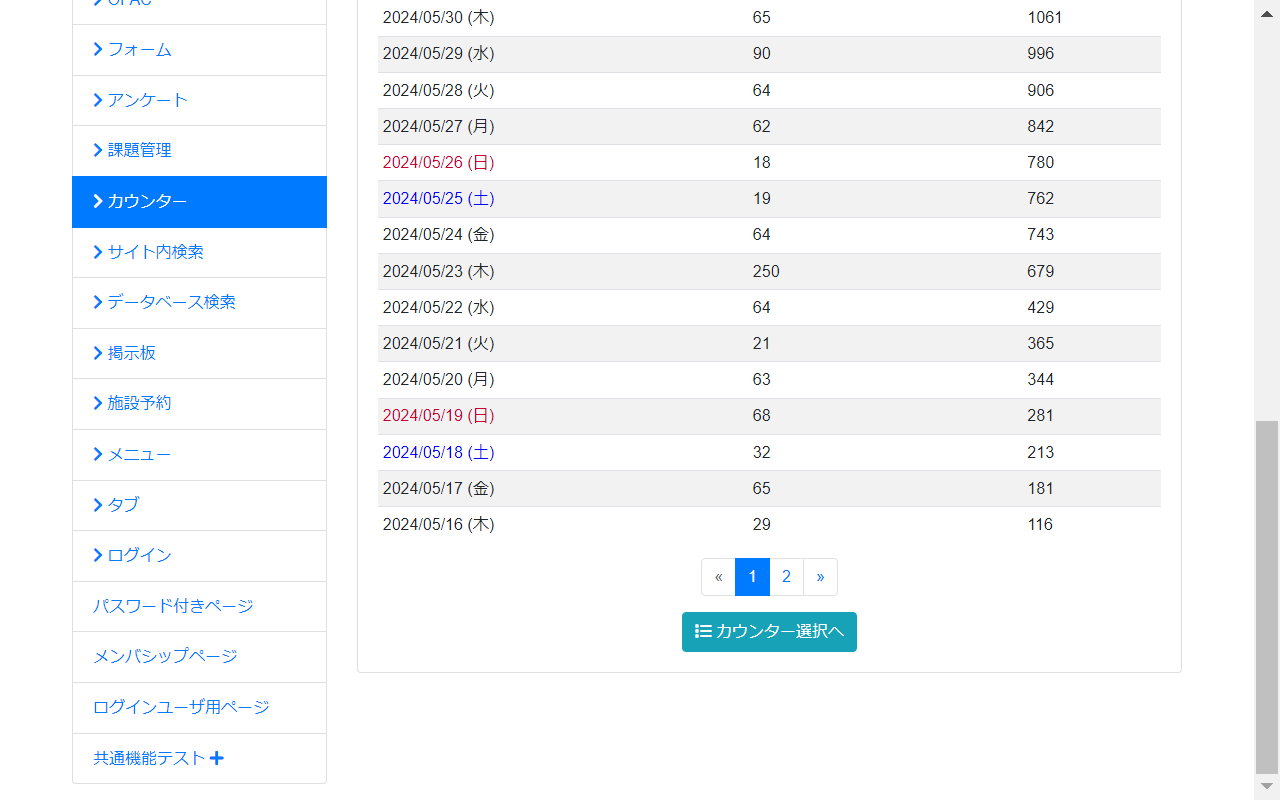 OPAC
フォーム
アンケート
課題管理
カウンター
サイト内検索
データベース検索
掲示板
施設予約
メニュー
タブ
ログイン
パスワード付きページ
メンバシップページ
ログインユーザ用ページ
共通機能テスト
2024/05/30 (木) 65 1061
2024/05/29 (水) 90 996
2024/05/28 (火) 64 906
2024/05/27 (月) 62 842
2024/05/26 (日) 18 780
2024/05/25 (土) 19 762
2024/05/24 (金) 64 743
2024/05/23 (木) 250 679
2024/05/22 (水) 64 429
2024/05/21 (火) 21 365
2024/05/20 (月) 63 344
2024/05/19 (日) 68 281
2024/05/18 (土) 32 213
2024/05/17 (金) 65 181
2024/05/16 (木) 29 116
« 1 2 »
カウンター選択へ